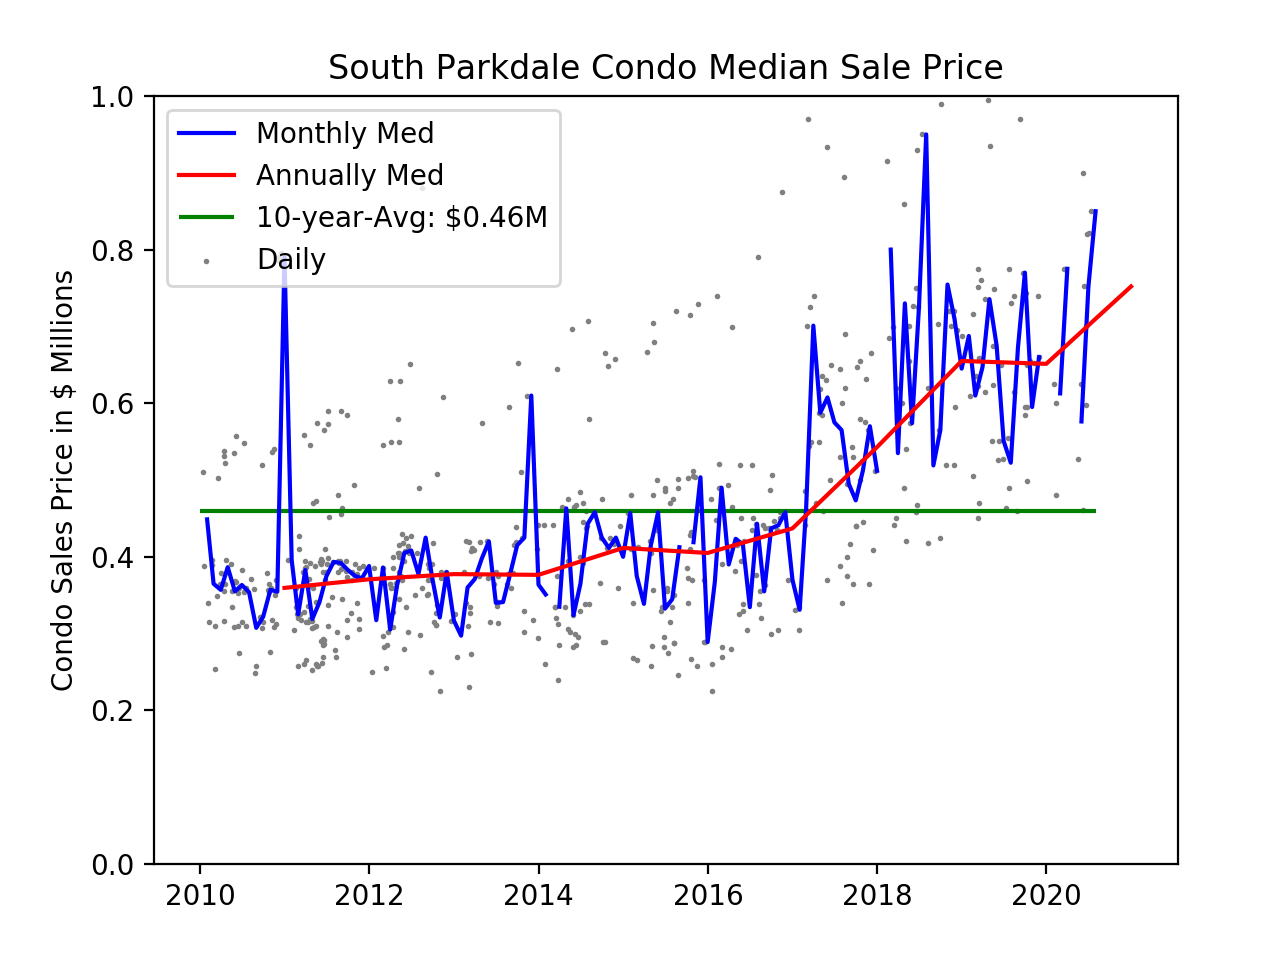 South Parkdale Condo Median Sale Price
Condo Sales Price in $ Millions
1.0
0.8
0.6
0.4
0.2
0.0
Monthly Med
Annually Med
10-year-Avg: $0.46M
Daily
2010 2012 2014 2016 2018 2020